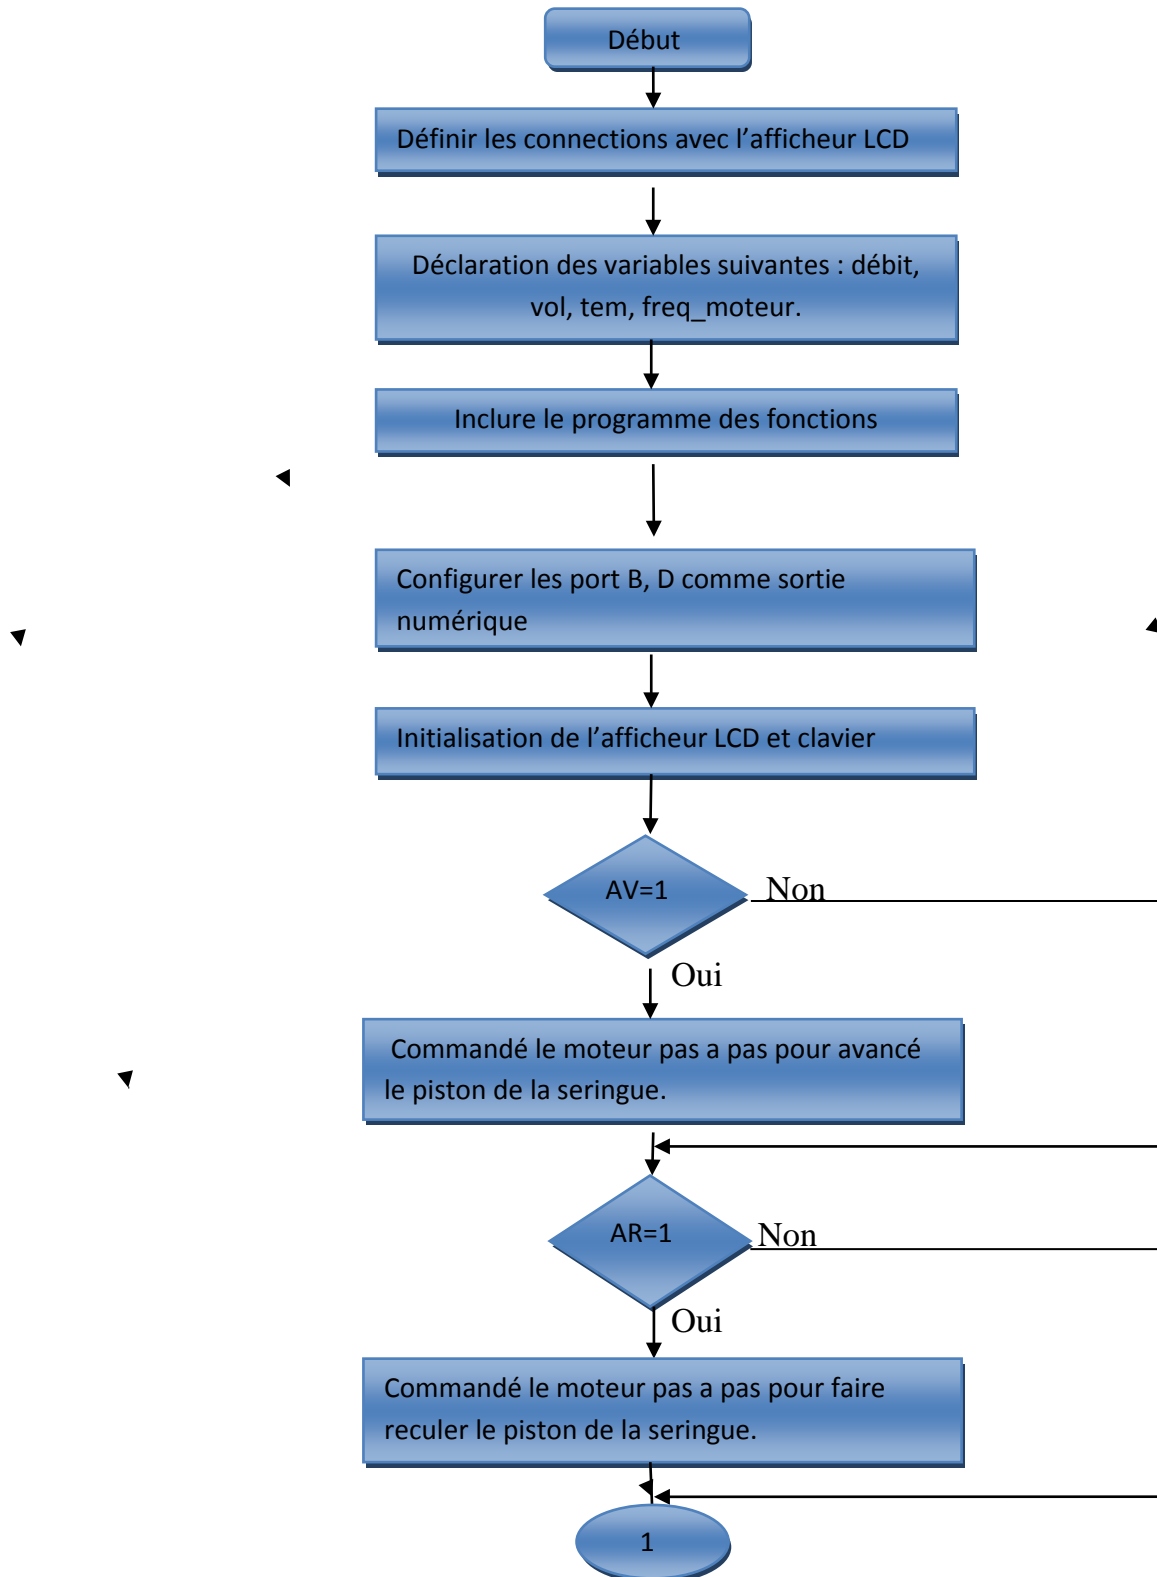 Début
Définir les connections avec l’afficheur LCD
Déclaration des variables suivantes : débit,
vol, tem, freq_moteur.
Inclure le programme des fonctions
Configurer les port B, D comme sortie
numérique
Initialisation de l’afficheur LCD et clavier
AV=1
Non
Oui
Commandé le moteur pas a pas pour avancé
le piston de la seringue.
AR=1
Non
Oui
Commandé le moteur pas a pas pour faire
reculer le piston de la seringue.
1